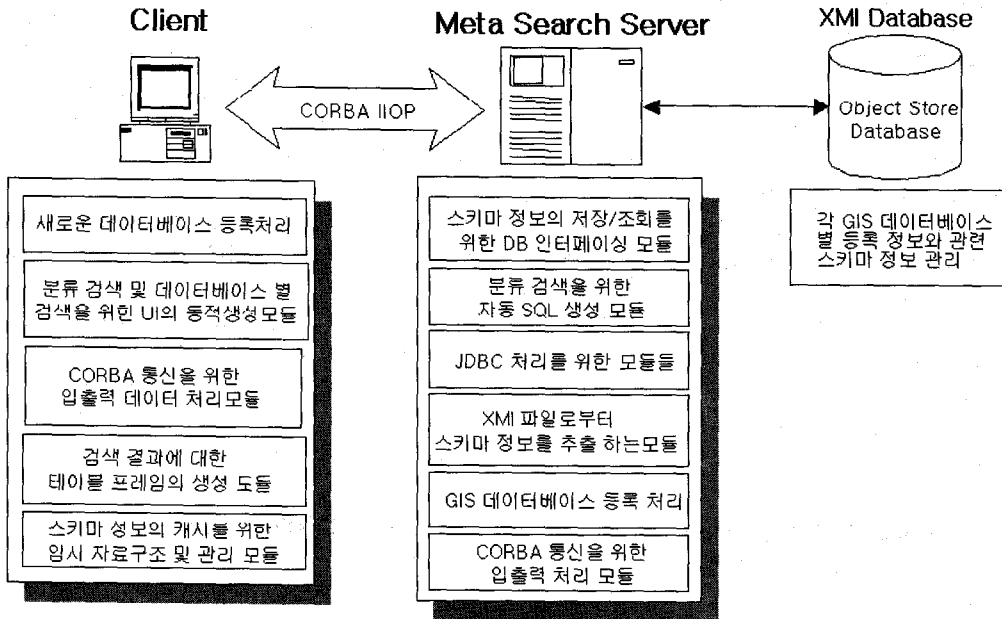 Client
Meta Search Server
XMI Database
CORBA IIOP
Object Store
Database
새로운 데이터베이스 등록처리
분류 검색 및 데이터베이스 별
검색을 위한 UI의 동적생성모듈
CORBA 통신을 위한
입출력 데이터 처리모듈
검색 결과에 대한
테이블 프레임의 생성 모듈
스키마 정보의 캐시를 위한
임시 자료구조 및 관리 모듈
스키마 정보의 저장/조회를
위한 DB 인터페이싱 모듈
분류 검색을 위한
자동 SQL 생성 모듈
JDBC 처리를 위한 모듈들
XMI 파일로부터
스키마 정보를 추출 하는모듈
GIS 데이터베이스 등록 처리
CORBA 통신을 위한
입출력 처리 모듈
각 GIS 데이터베이스
별 등록 정보와 관련
스키마 정보 관리